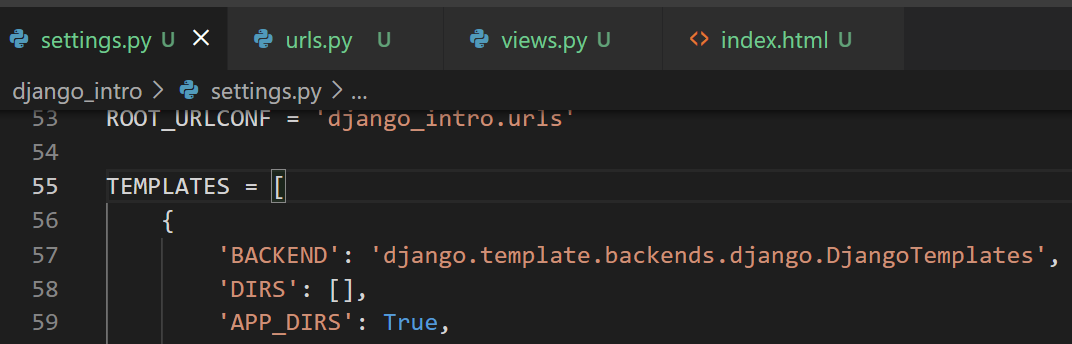 settings.py U X urls.py U views.py U <> index.html U
django_intro > settings.py > ...
53 ROOT_URLCONF = 'django_intro.urls'
54
55 TEMPLATES = [
56 {
57 'BACKEND': 'django.template.backends.django.DjangoTemplates',
58 'DIRS': [],
59 'APP_DIRS': True,